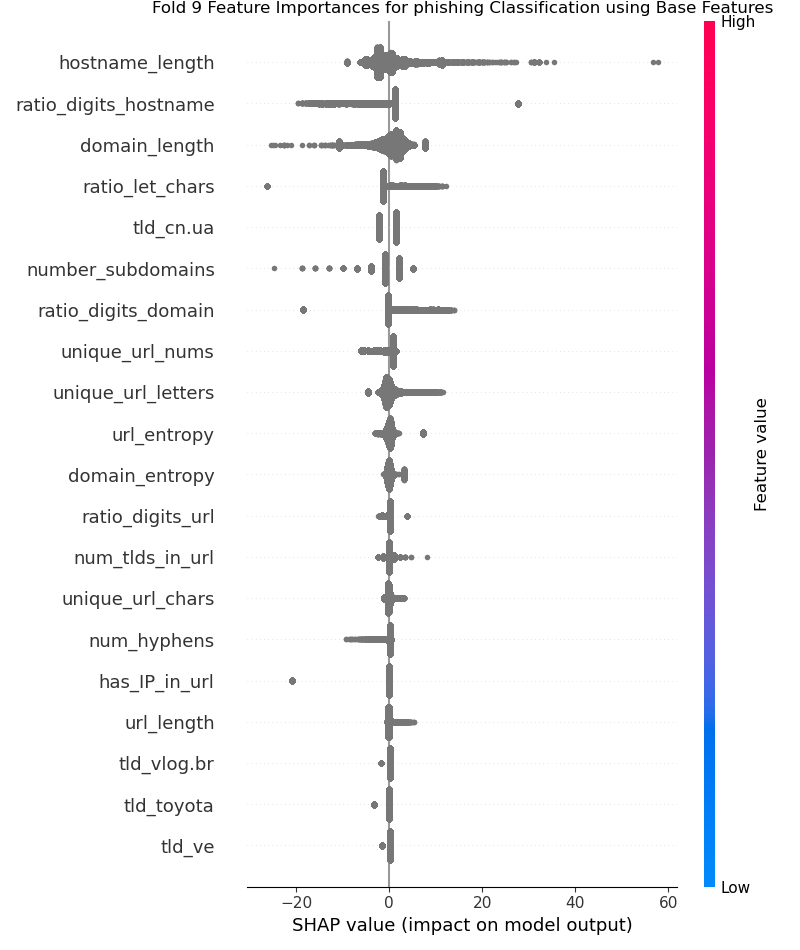 Fold 9 Feature Importances for phishing Classification using Base Features
High
hostname_length
ratio_digits_hostname
domain_length
ratio_let_chars
tld_cn.ua
number_subdomains
ratio_digits_domain
unique_url_nums
unique_url_letters
url_entropy
domain_entropy
ratio_digits_url
num_tlds_in_url
unique_url_chars
num_hyphens
has_IP_in_url
url_length
tld_vlog.br
tld_toyota
tld_ve
Feature value
Low
−20 0 20 40 60
SHAP value (impact on model output)